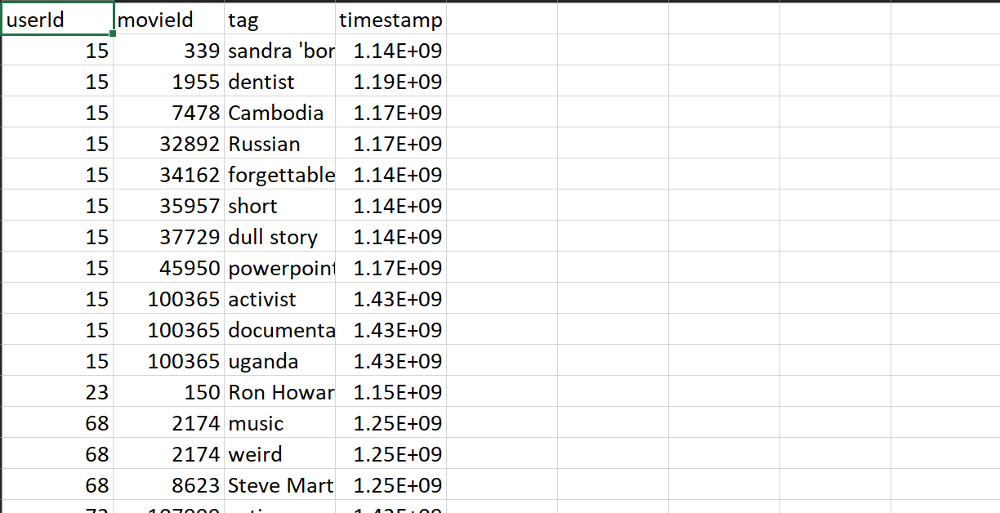 userId movieId tag timestamp
15 339 sandra 'bor 1.14E+09
15 1955 dentist 1.19E+09
15 7478 Cambodia 1.17E+09
15 32892 Russian 1.17E+09
15 34162 forgettable 1.14E+09
15 35957 short 1.14E+09
15 37729 dull story 1.14E+09
15 45950 powerpoint 1.17E+09
15 100365 activist 1.43E+09
15 100365 documenta 1.43E+09
15 100365 uganda 1.43E+09
23 150 Ron Howar 1.15E+09
68 2174 music 1.25E+09
68 2174 weird 1.25E+09
68 8623 Steve Mart 1.25E+09